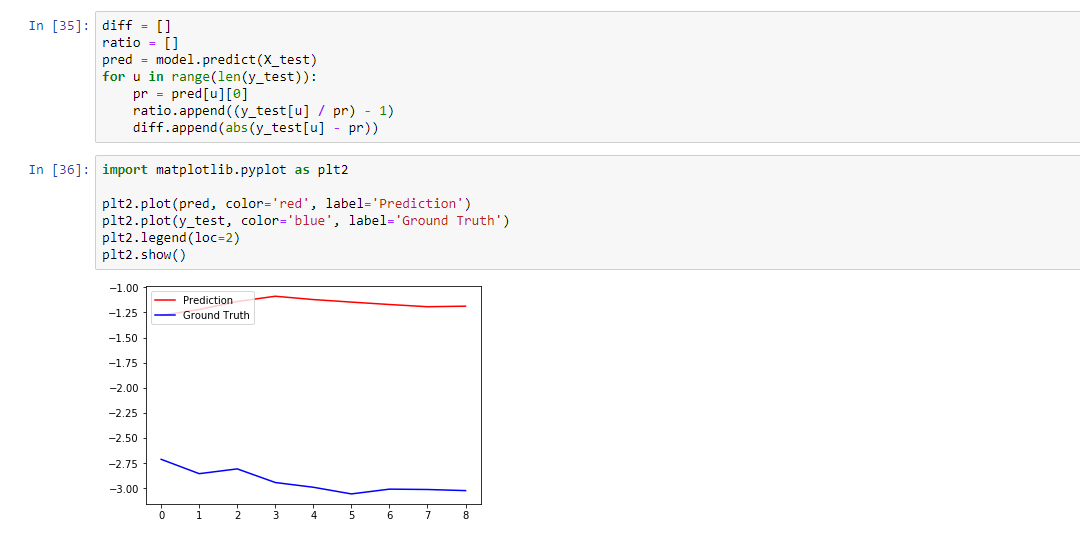 In [35]: diff = []
ratio = []
pred = model.predict(X_test)
for u in range(len(y_test)):
    pr = pred[u][0]
    ratio.append((y_test[u] / pr) - 1)
    diff.append(abs(y_test[u] - pr))
In [36]: import matplotlib.pyplot as plt2
plt2.plot(pred, color='red', label='Prediction')
plt2.plot(y_test, color='blue', label='Ground Truth')
plt2.legend(loc=2)
plt2.show()
−1.00
Prediction
−1.25
Ground Truth
−1.50
−1.75
−2.00
−2.25
−2.50
−2.75
−3.00
0 1 2 3 4 5 6 7 8